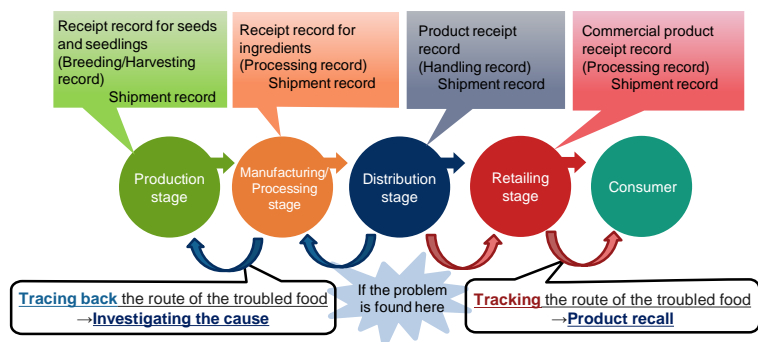 Receipt record for seeds
and seedlings
(Breeding/Harvesting
record)
Shipment record
Receipt record for
ingredients
(Processing record)
Shipment record
Product receipt
record
(Handling record)
Shipment record
Commercial product
receipt record
(Processing record)
Shipment record
Production
stage
Manufacturing/
Processing
stage
Distribution
stage
Retailing
stage
Consumer
Tracing back the route of the troubled food
→Investigating the cause
If the problem
is found here
Tracking the route of the troubled food
→Product recall